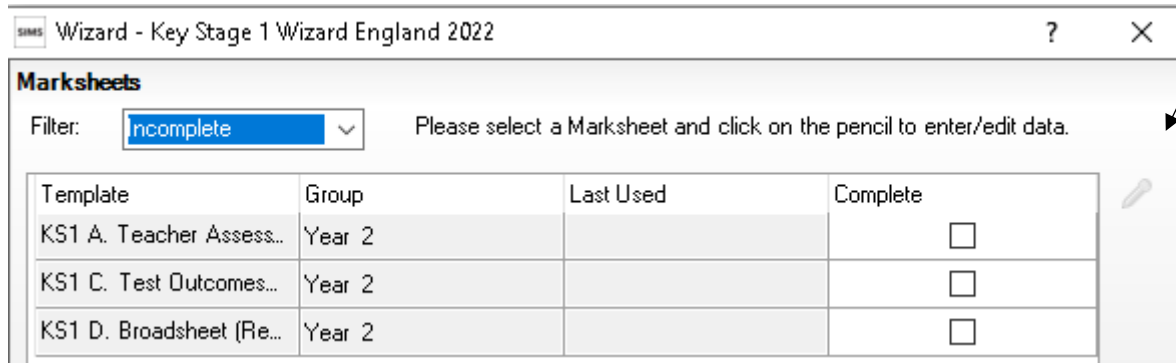 SIMS Wizard - Key Stage 1 Wizard England 2022 ?
Marksheets
Filter: Incomplete Please select a Marksheet and click on the pencil to enter/edit data.
Template Group Last Used Complete
KS1 A. Teacher Assess... Year 2
KS1 C. Test Outcomes... Year 2
KS1 D. Broadsheet (Re... Year 2